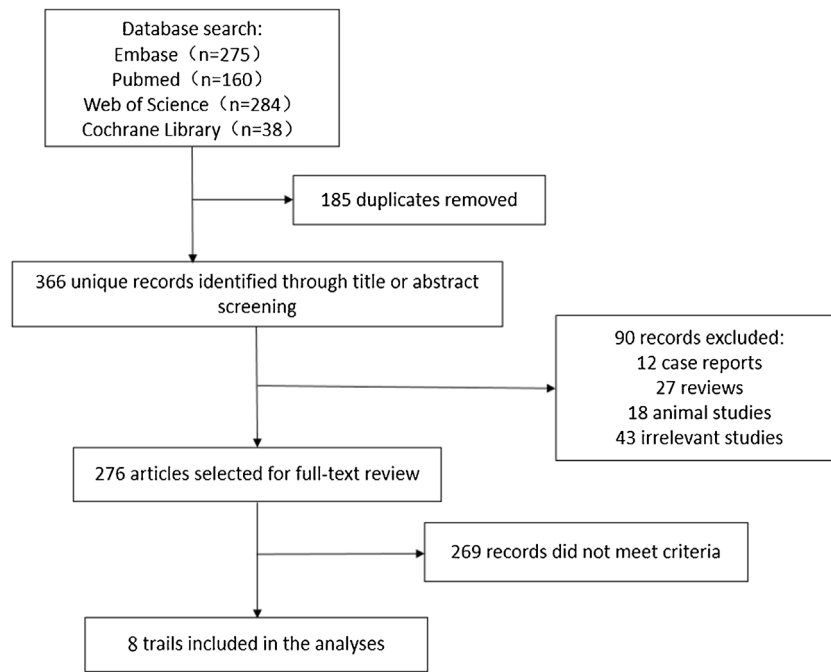 Database search:
Embase（n=275）
Pubmed（n=160）
Web of Science（n=284）
Cochrane Library（n=38）
185 duplicates removed
366 unique records identified through title or abstract
screening
90 records excluded:
12 case reports
27 reviews
18 animal studies
43 irrelevant studies
276 articles selected for full-text review
269 records did not meet criteria
8 trails included in the analyses